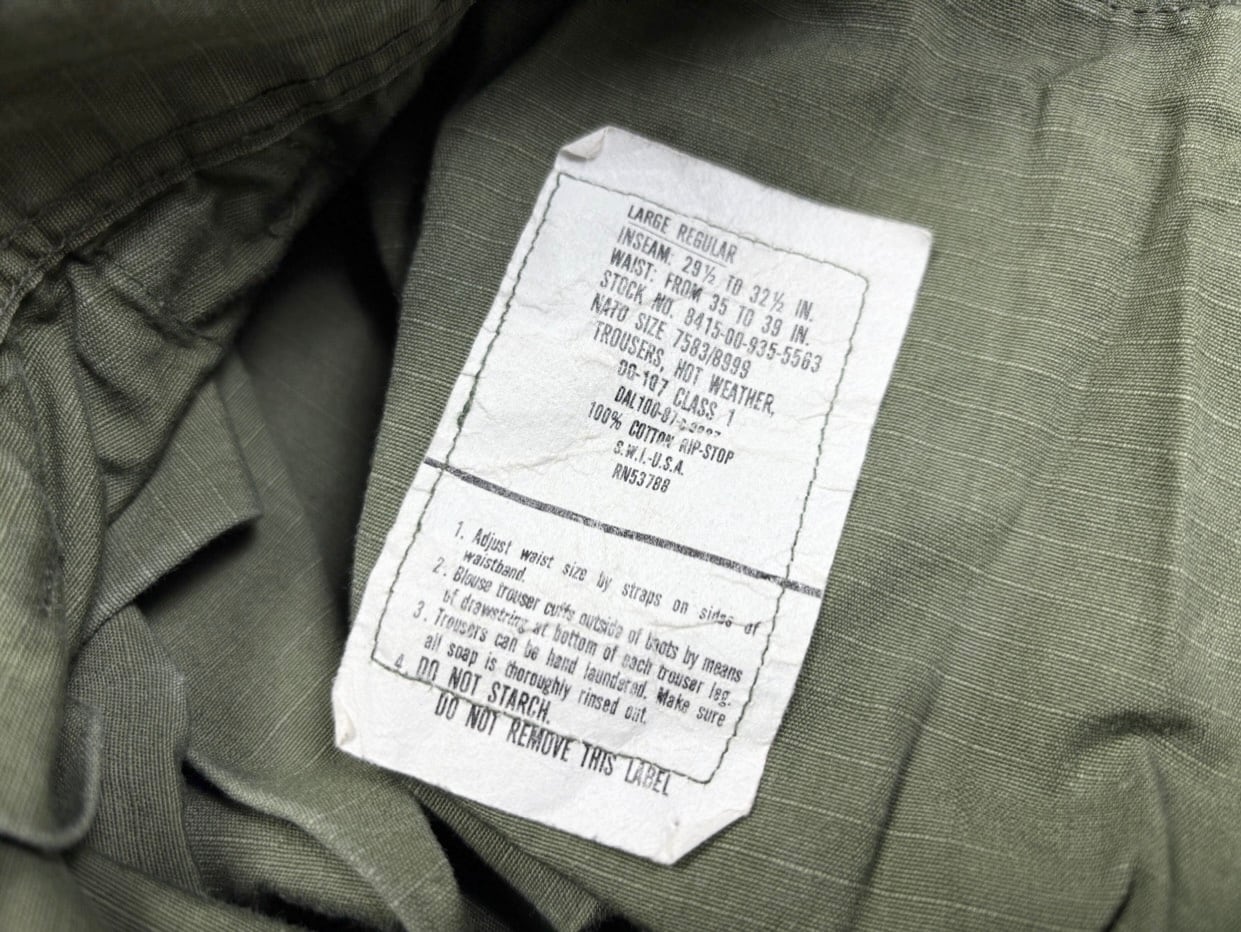 LARGE REGULAR
INSEAM: 29½ TO 32½ IN.
WAIST: FROM 35 TO 39 IN.
STOCK NO. 8415-00-935-5563
NATO SIZE 7583/8999
TROUSERS, HOT WEATHER,
OG-107 CLASS 1
100% COTTON RIP-STOP
S.W.I.-U.S.A.
RN53788
1. Adjust waist size by straps on sides of
waistband.
2. Blouse trouser cuffs outside of boots by means
of drawstring at bottom of each trouser leg.
3. Trousers can be hand laundered. Make sure
all soap is thoroughly rinsed out.
4. DO NOT STARCH.
DO NOT REMOVE THIS LABEL